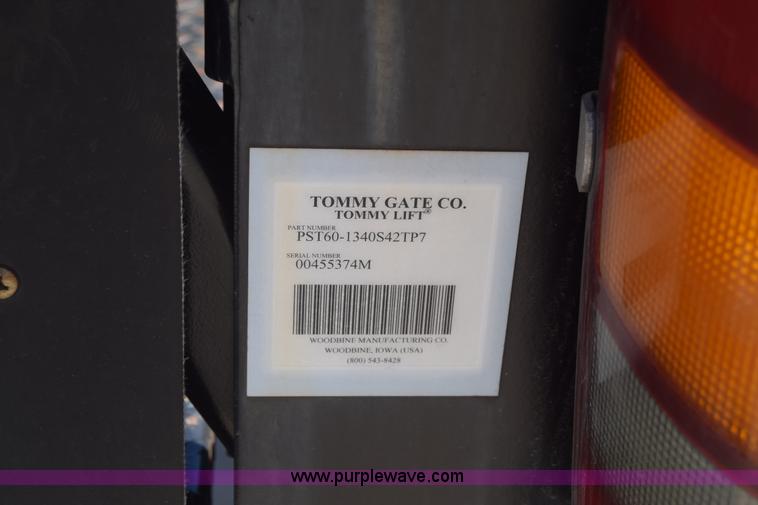 TOMMY GATE CO.
TOMMY LIFT®
PART NUMBER
PST60-1340S42TP7
SERIAL NUMBER
00455374M
WOODBINE MANUFACTURING CO.
WOODBINE, IOWA (USA)
(800) 543-8428
www.purplewave.com